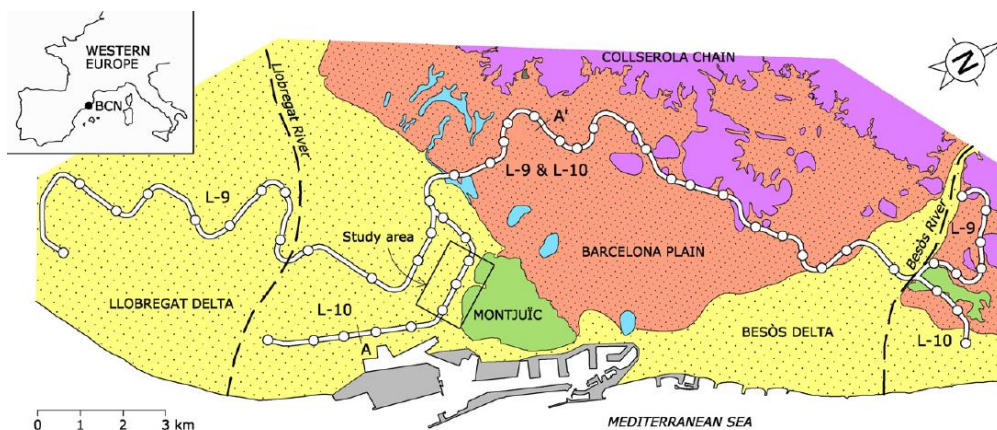 WESTERN
EUROPE
BCN
Llobregat River
COLLSEROLA CHAIN
N
A'
L-9 & L-10
L-9
Study area
BARCELONA PLAIN
Besòs River
L-9
LLOBREGAT DELTA
L-10
A
MONTJUÏC
BESÒS DELTA
L-10
0 1 2 3 km
MEDITERRANEAN SEA